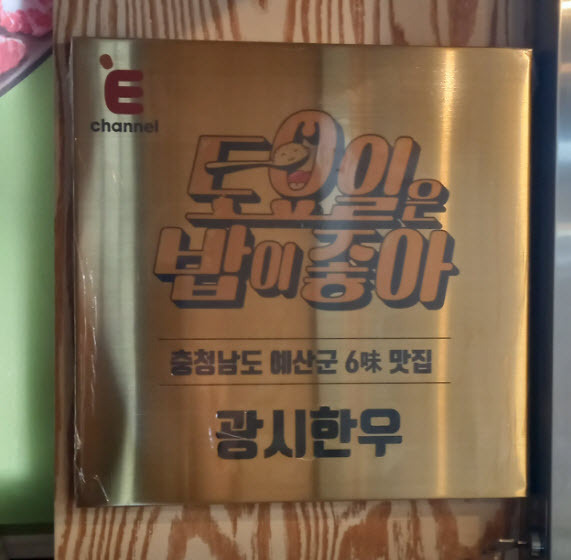 E
channel
토요일은
밥이 좋아
충청남도 예산군 6味 맛집
광시한우